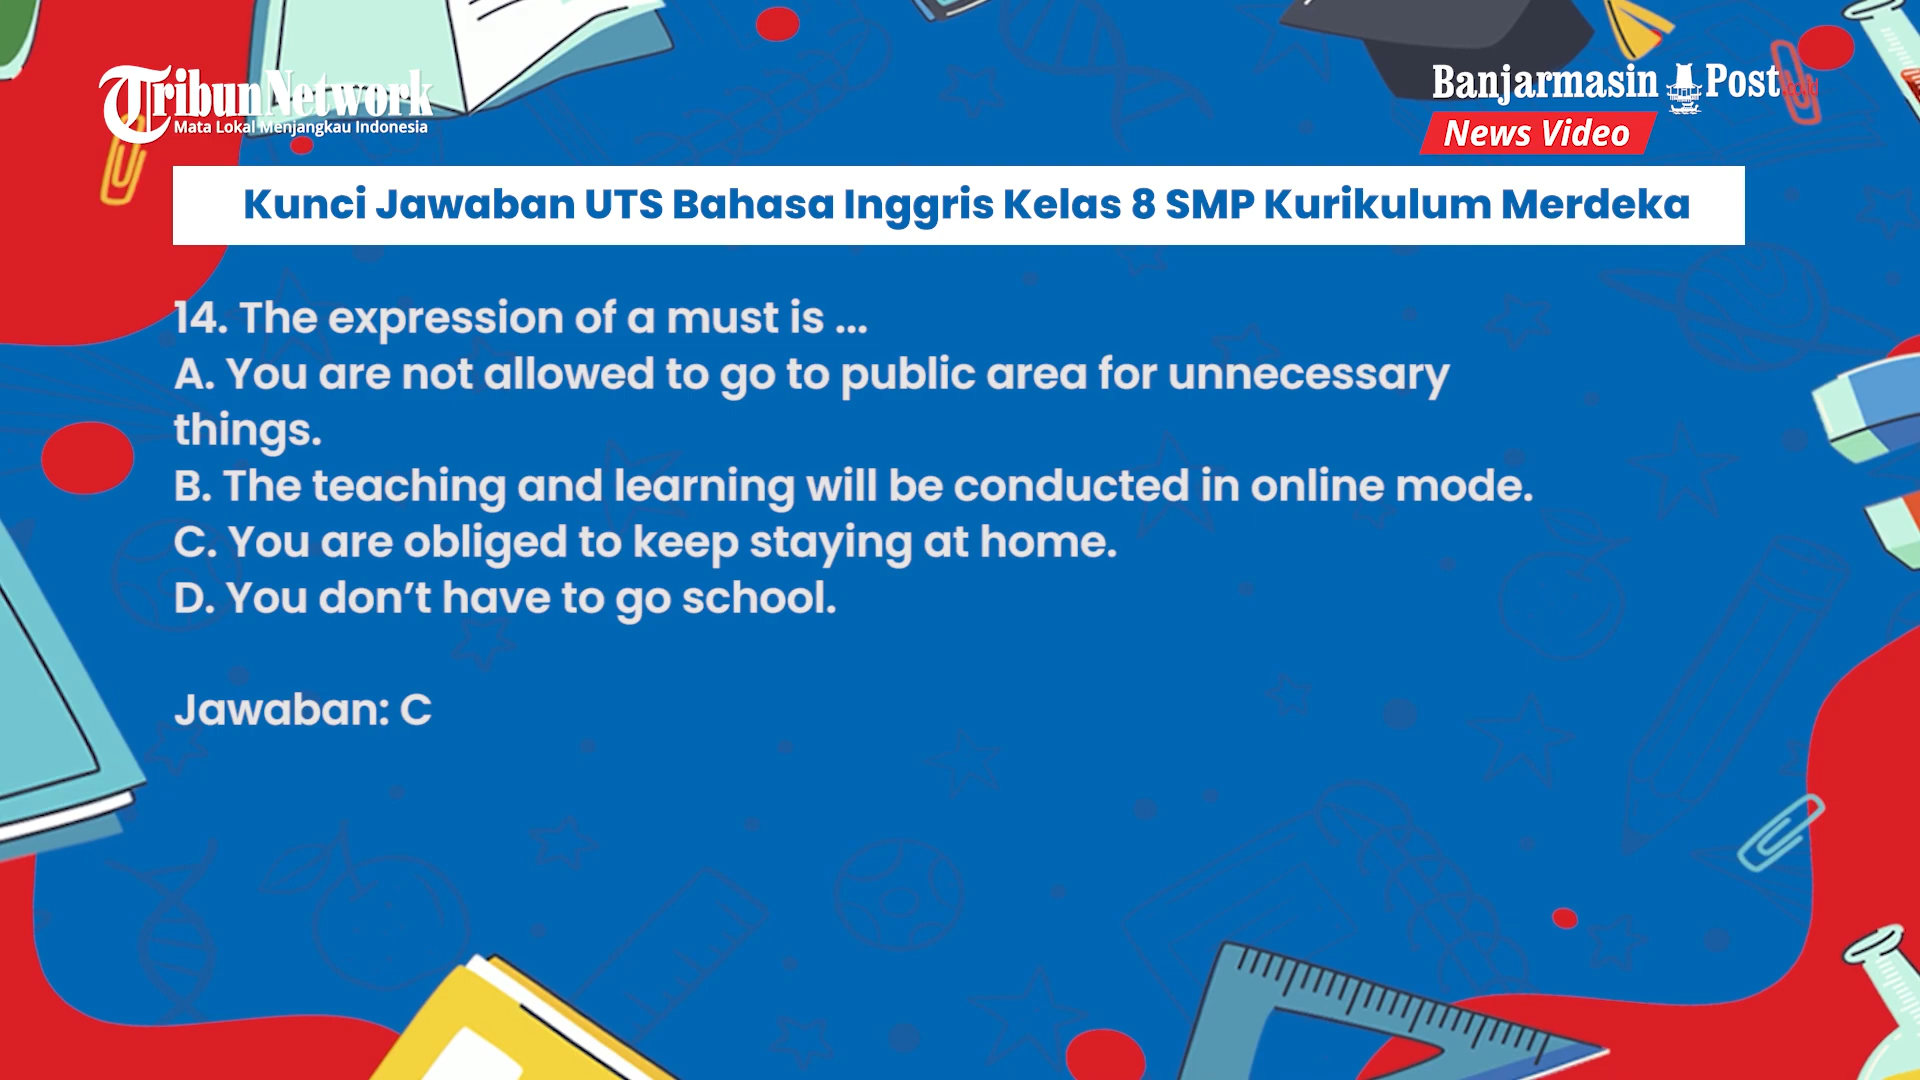 TribunNetwork
Mata Lokal Menjangkau Indonesia
Banjarmasin Post
News Video
Kunci Jawaban UTS Bahasa Inggris Kelas 8 SMP Kurikulum Merdeka
14. The expression of a must is ...
A. You are not allowed to go to public area for unnecessary
things.
B. The teaching and learning will be conducted in online mode.
C. You are obliged to keep staying at home.
D. You don’t have to go school.
Jawaban: C